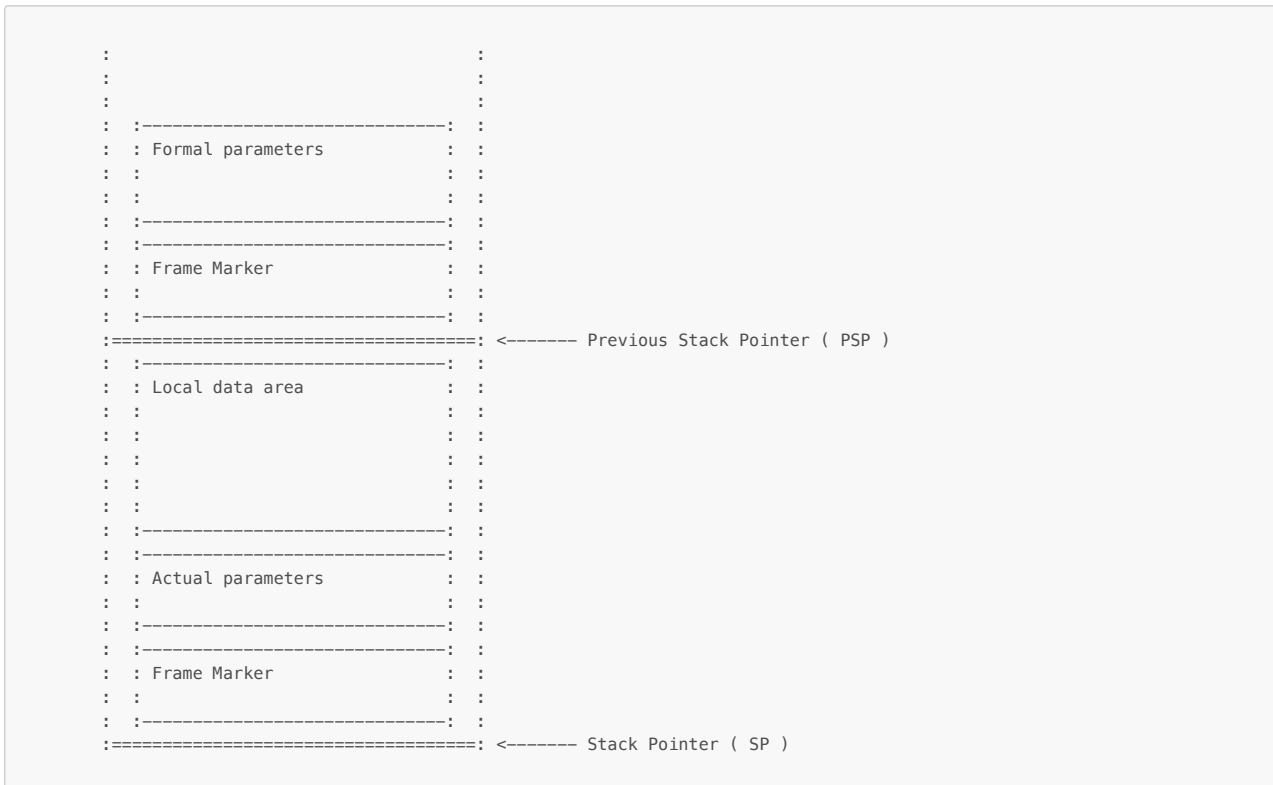 :                                     :
:                                     :
:                                     :
:  :------------------------------:  :
:  : Formal parameters            :  :
:  :                              :  :
:  :                              :  :
:  :------------------------------:  :
:  :------------------------------:  :
:  : Frame Marker                 :  :
:  :                              :  :
:  :------------------------------:  :
:====================================: <------- Previous Stack Pointer ( PSP )
:  :------------------------------:  :
:  : Local data area              :  :
:  :                              :  :
:  :                              :  :
:  :                              :  :
:  :                              :  :
:  :                              :  :
:  :------------------------------:  :
:  :------------------------------:  :
:  : Actual parameters            :  :
:  :                              :  :
:  :------------------------------:  :
:  :------------------------------:  :
:  : Frame Marker                 :  :
:  :                              :  :
:  :------------------------------:  :
:====================================: <------- Stack Pointer ( SP )